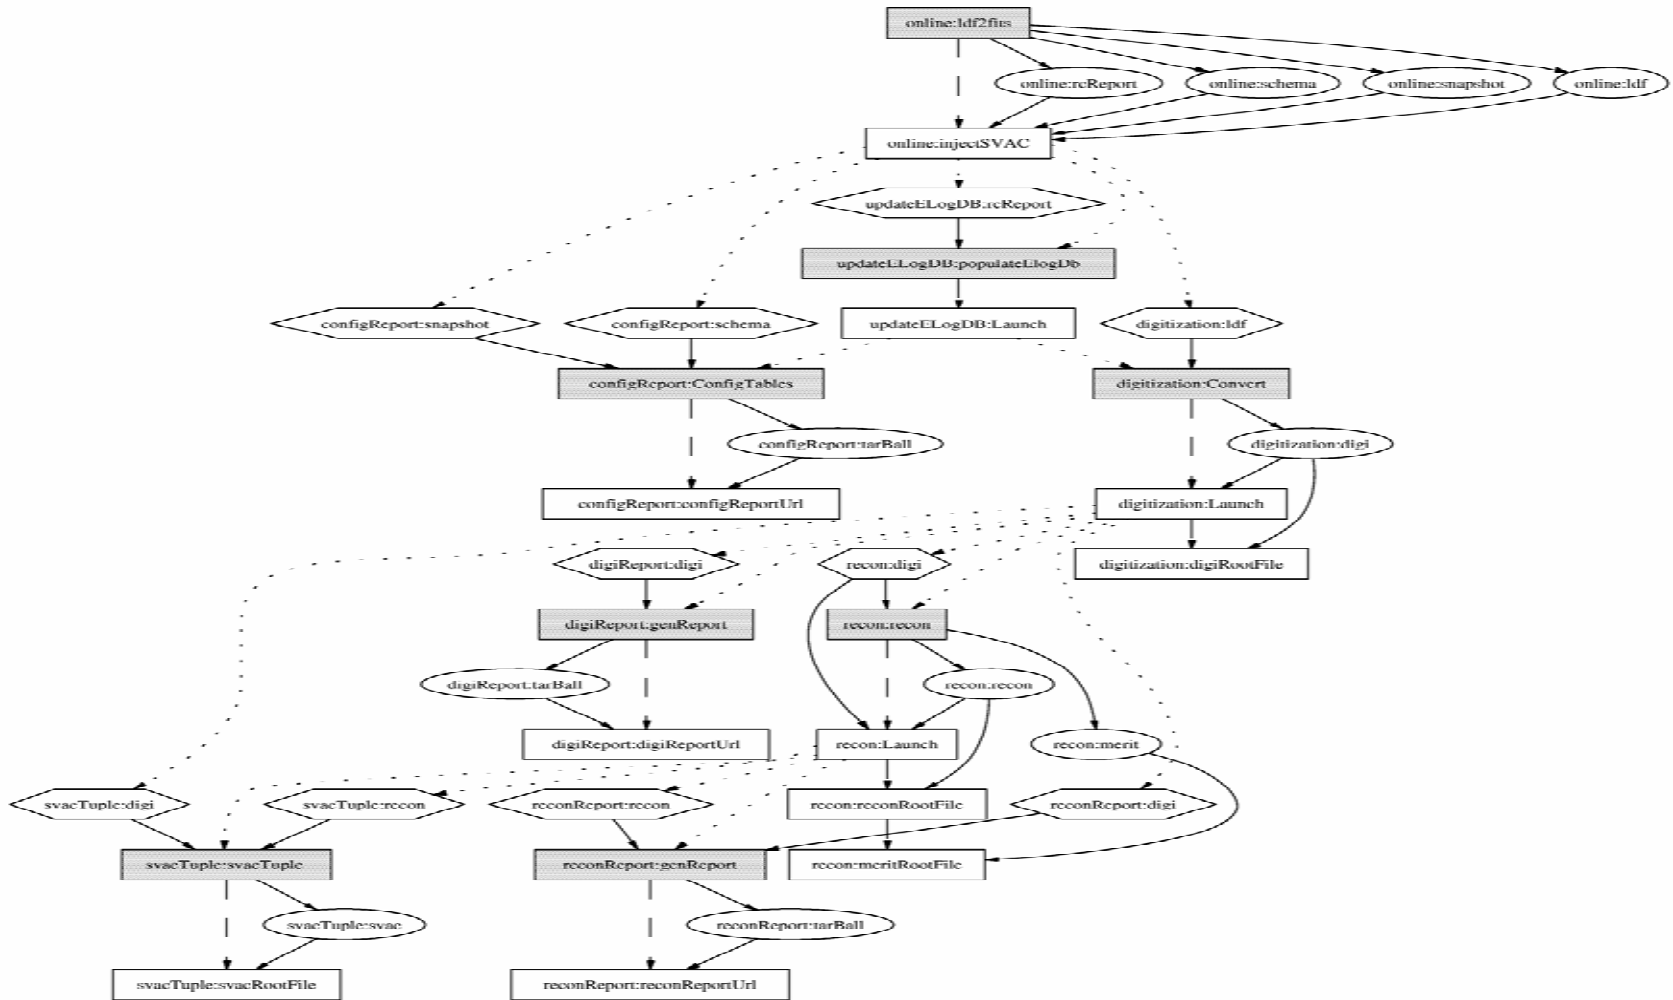 online:ldf2fits
online:rcReport
online:schema
online:snapshot
online:ldf
online:injectSVAC
updateELogDB:rcReport
updateELogDB:populateElogDb
configReport:snapshot
configReport:schema
updateELogDB:Launch
digitization:ldf
configReport:ConfigTables
digitization:Convert
configReport:tarBall
digitization:digi
configReport:configReportUrl
digitization:Launch
digiReport:digi
recon:digi
digitization:digiRootFile
digiReport:genReport
recon:recon
digiReport:tarBall
recon:recon
digiReport:digiReportUrl
recon:Launch
recon:merit
svacTuple:digi
svacTuple:recon
reconReport:recon
recon:reconRootFile
reconReport:digi
svacTuple:svacTuple
reconReport:genReport
recon:meritRootFile
svacTuple:svac
reconReport:tarBall
svacTuple:svacRootFile
reconReport:reconReportUrl